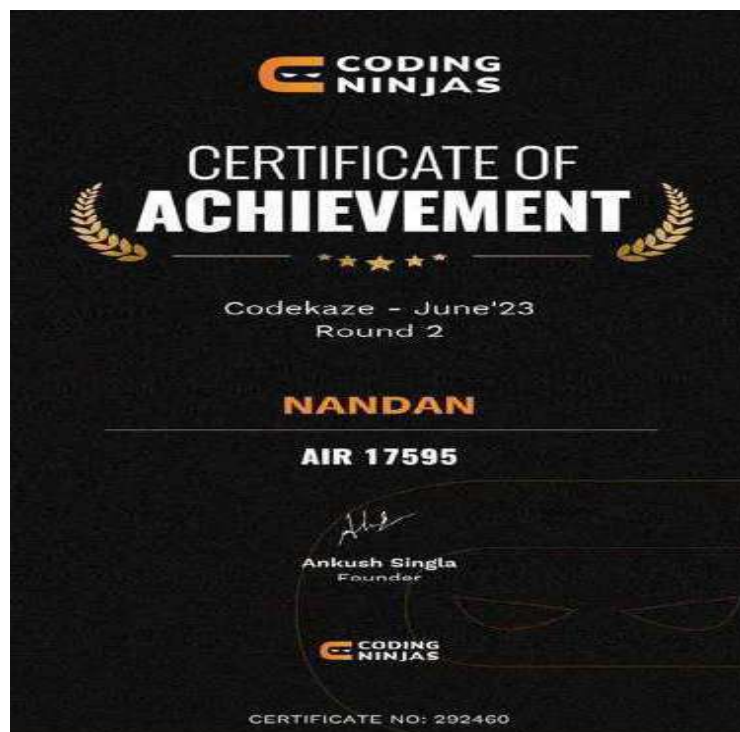 CODING
NINJAS
CERTIFICATE OF
ACHIEVEMENT
Codekaze - June'23
Round 2
NANDAN
AIR 17595
Ankush Singla
Founder
CODING
NINJAS
CERTIFICATE NO: 292460